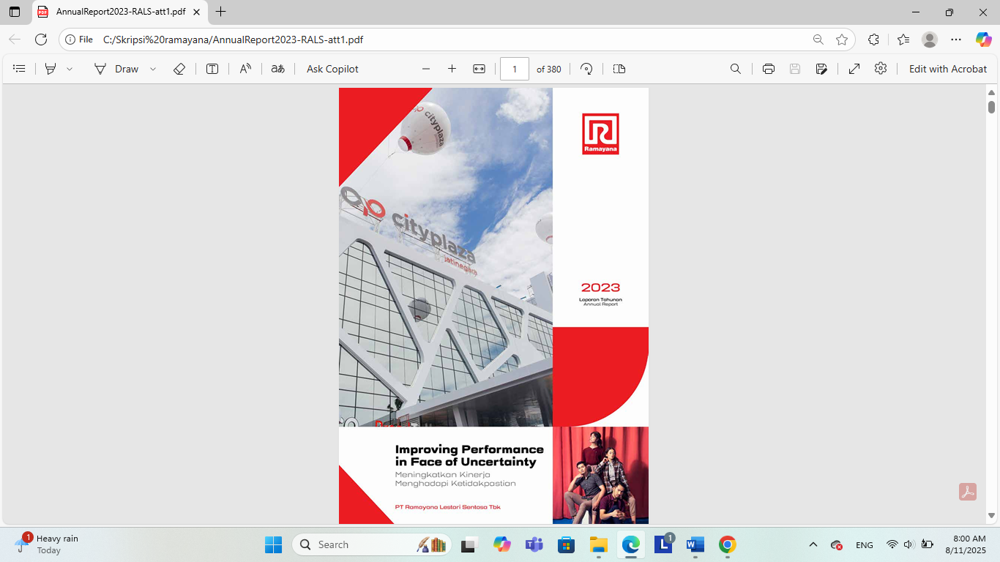 AnnualReport2023-RALS-att1.pdf
File
C:/Skripsi%20ramayana/AnnualReport2023-RALS-att1.pdf
Draw
aあ
Ask Copilot
1
of 380
Edit with Acrobat
cityplaza
Ramayana
cityplaza
jatinegara
2023
Laporan Tahunan
Annual Report
Improving Performance
in Face of Uncertainty
Meningkatkan Kinerja
Menghadapi Ketidakpastian
PT Ramayana Lestari Sentosa Tbk
1
Heavy rain
Today
Search
1
ENG
8:00 AM
8/11/2025